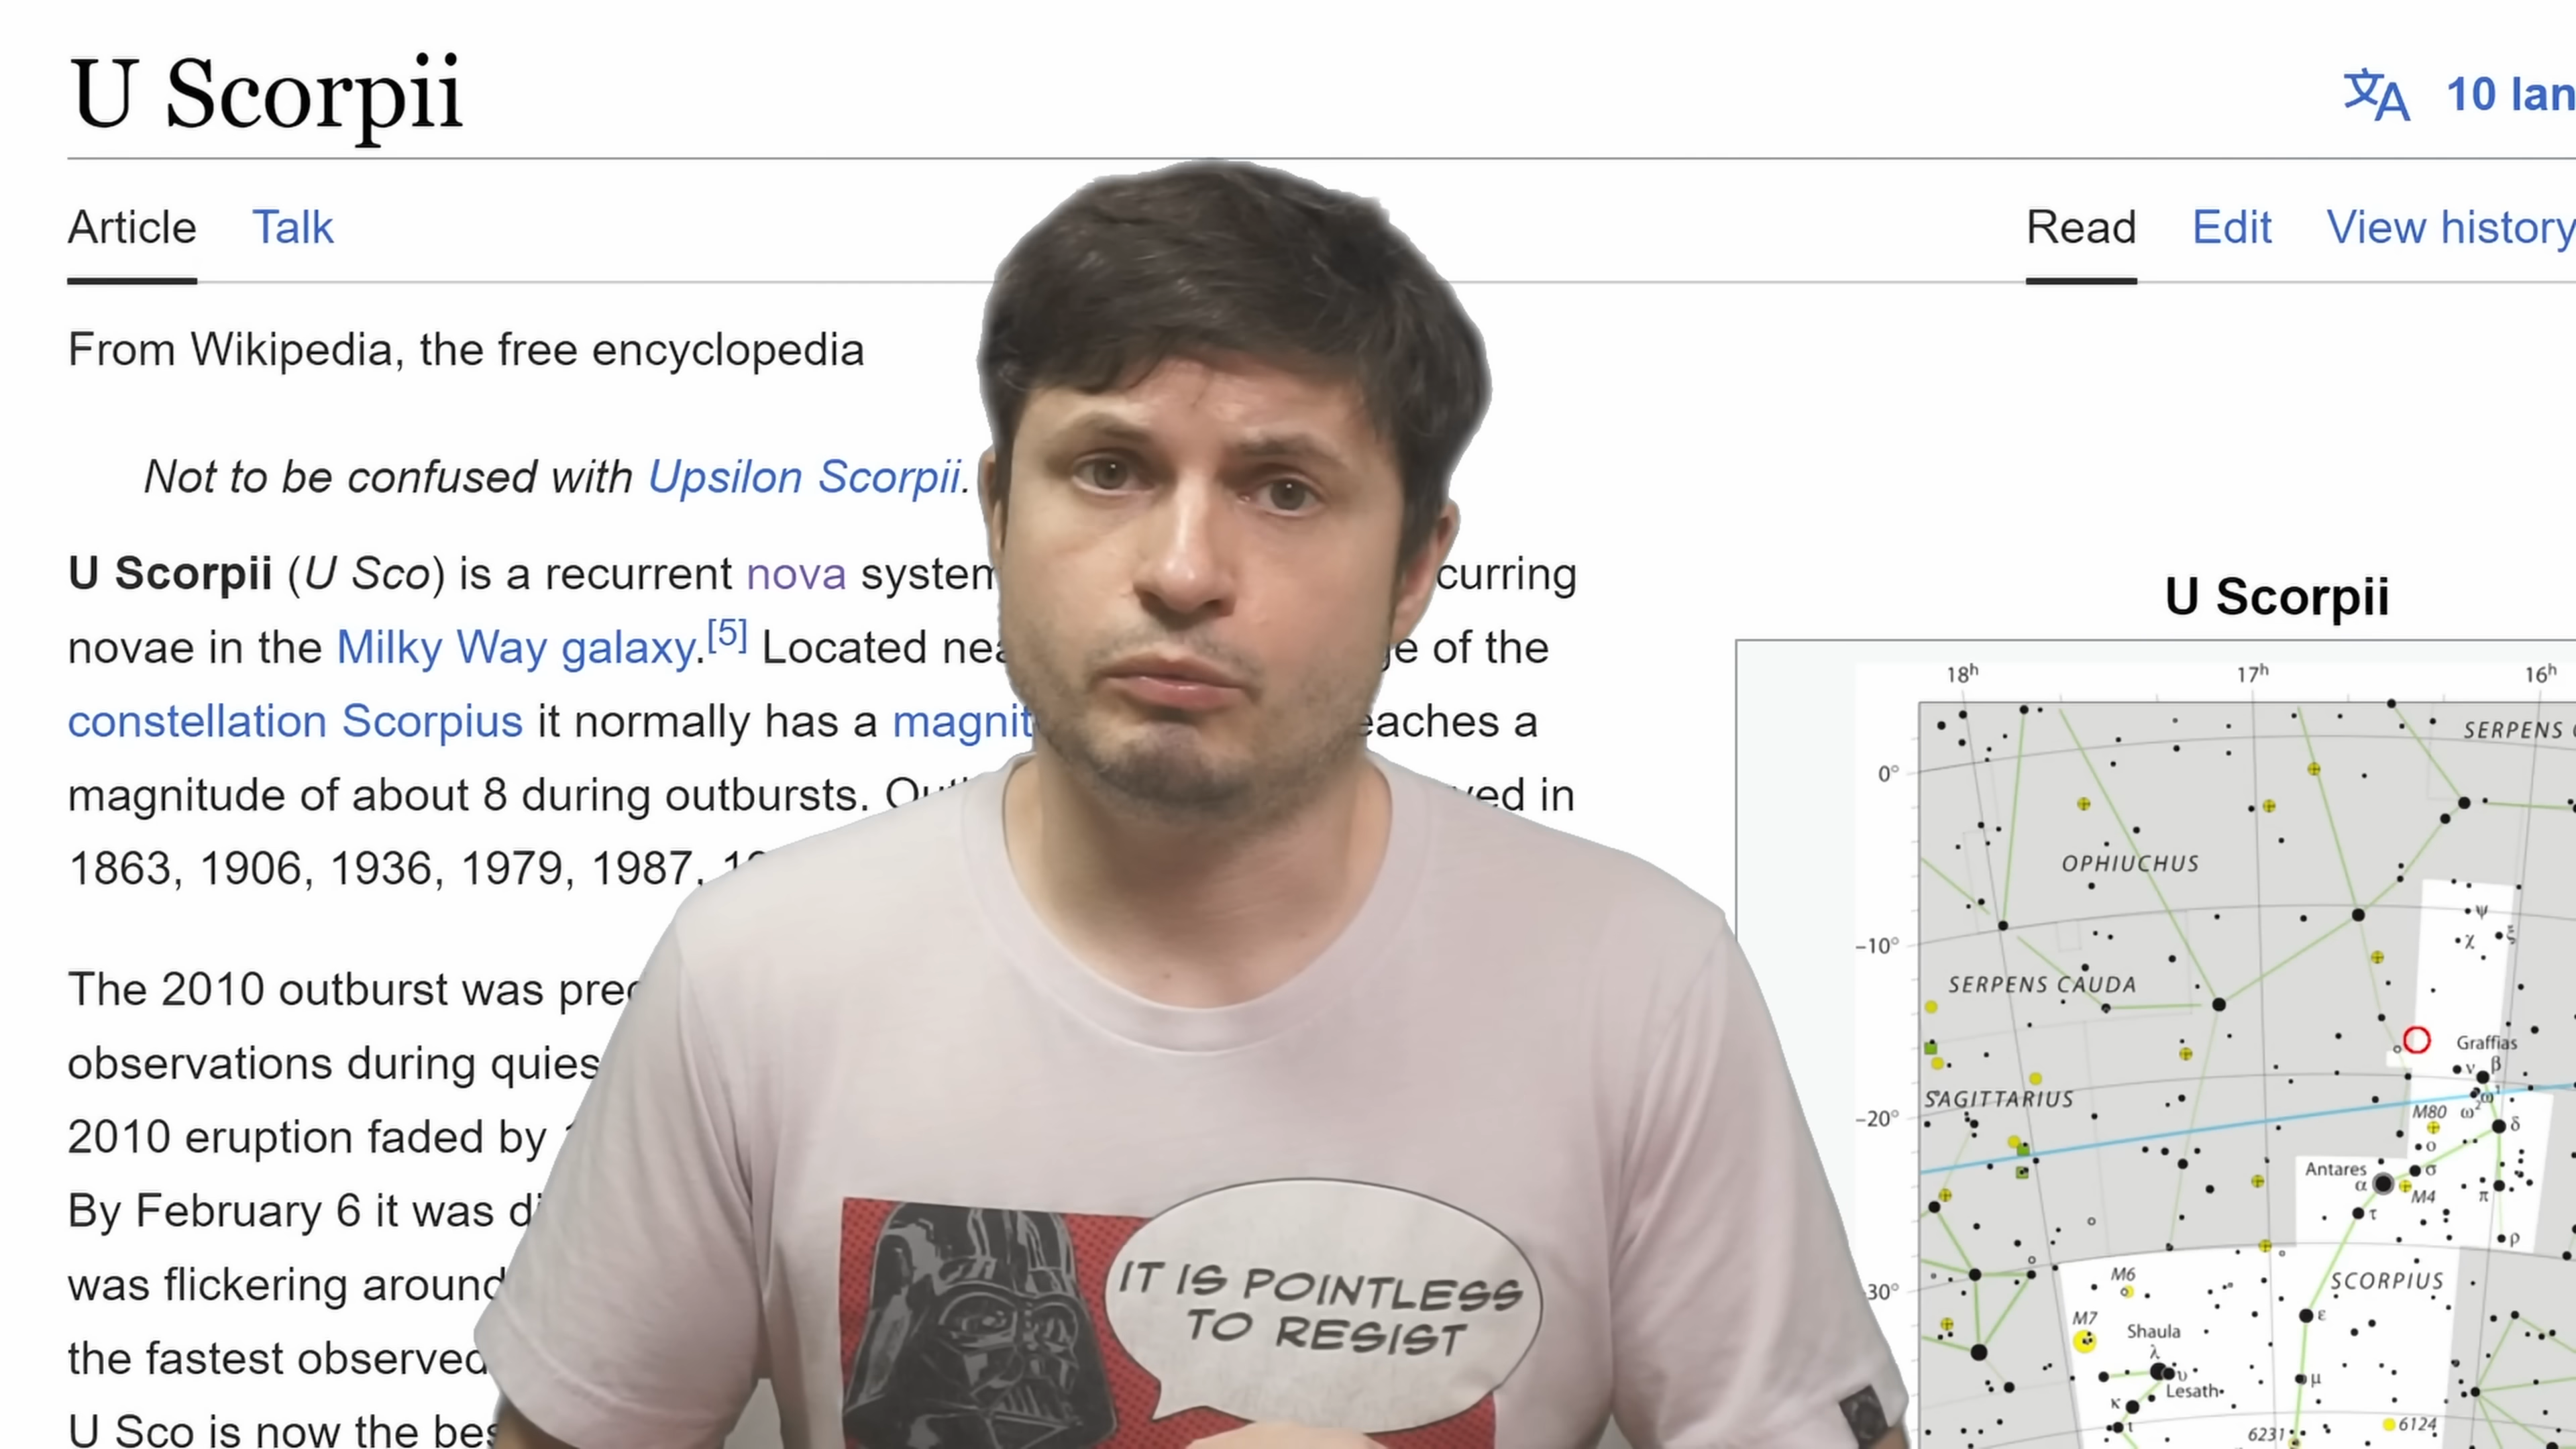 U Scorpii
10 lan
Article Talk
Read Edit View history
From Wikipedia, the free encyclopedia
Not to be confused with Upsilon Scorpii.
U Scorpii (U Sco) is a recurrent nova system curring
novae in the Milky Way galaxy.[5] Located nea e of the
constellation Scorpius it normally has a magnit eaches a
magnitude of about 8 during outbursts. Out ved in
1863, 1906, 1936, 1979, 1987,
The 2010 outburst was pred
observations during quies
2010 eruption faded by
By February 6 it was di
was flickering around
the fastest observed
U Sco is now the bes
U Scorpii
18h 17h 16h
SERPENS
0°
OPHIUCHUS
ψ
χ ξ
−10°
SERPENS CAUDA
Graffias
ν β
ω1
SAGITTARIUS
−20°
M80 ω2
δ
ο
Antares σ
α M4 π
τ
ρ
M6 SCORPIUS
30°
M7 ε
Shaula
λ
υ μ
Lesath
κ
ι
6124
6231
IT IS POINTLESS
TO RESIST